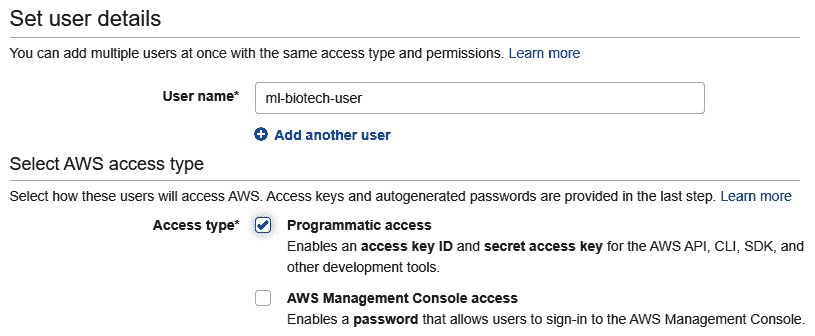 Set user details
You can add multiple users at once with the same access type and permissions. Learn more
User name* ml-biotech-user
Add another user
Select AWS access type
Select how these users will access AWS. Access keys and autogenerated passwords are provided in the last step. Learn more
Access type* Programmatic access
Enables an access key ID and secret access key for the AWS API, CLI, SDK, and
other development tools.
AWS Management Console access
Enables a password that allows users to sign-in to the AWS Management Console.